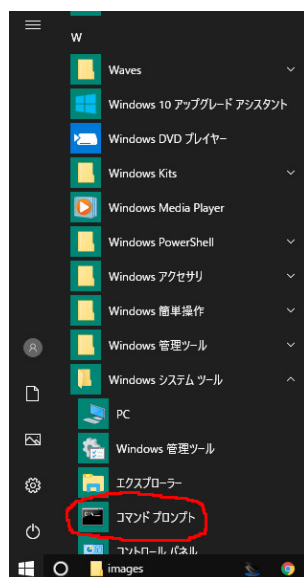 W
Waves
Windows 10 アップグレード アシスタント
Windows DVD プレイヤー
Windows Kits
Windows Media Player
Windows PowerShell
Windows アクセサリ
Windows 簡単操作
Windows 管理ツール
Windows システム ツール
PC
Windows 管理ツール
エクスプローラー
コマンド プロンプト
コントロール パネル
images